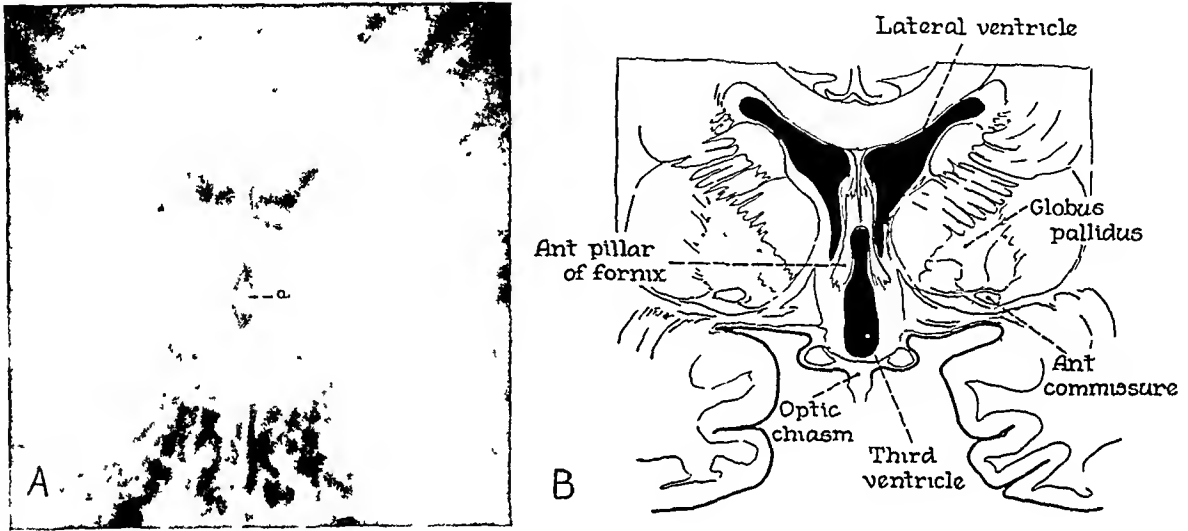 a
A
Lateral ventricle
Globus
pallidus
Ant pillar
of fornix
Ant
commissure
Optic
chiasm
Third
ventricle
B